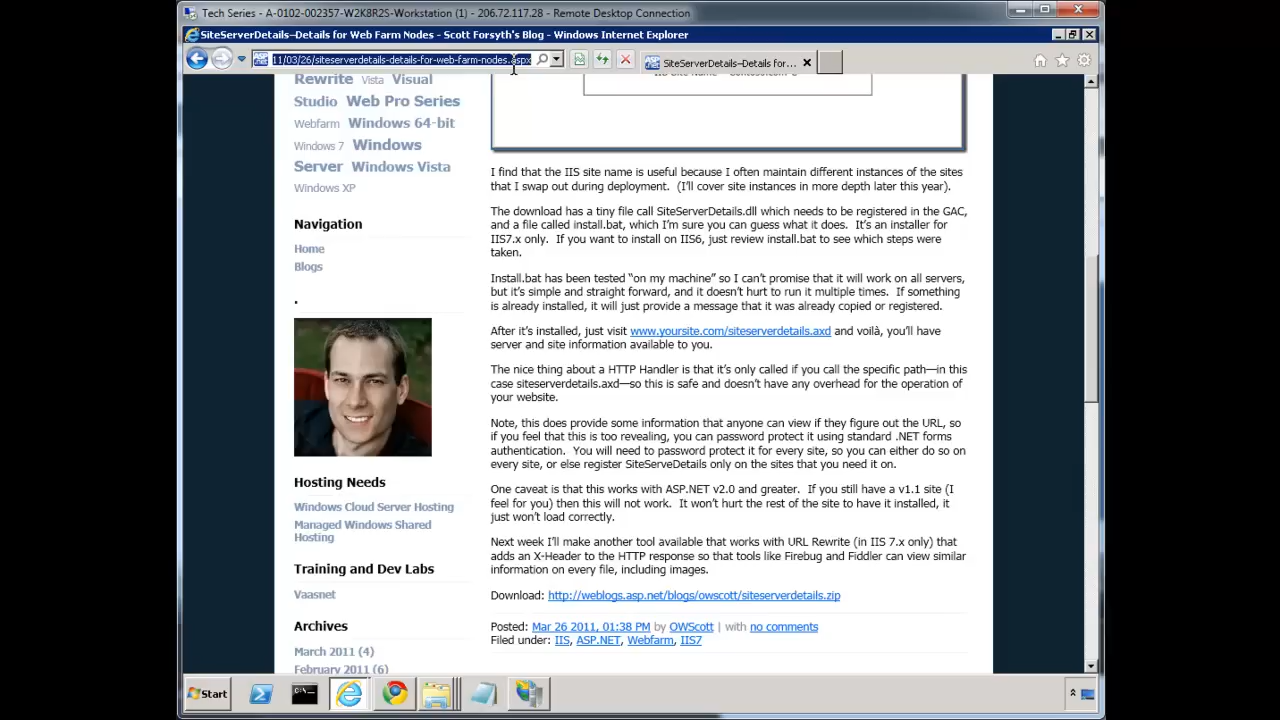 Tech Series - A-0102-002357-W2K8R2S-Workstation (1) - 206.72.117.28 - Remote Desktop Connection
SiteServerDetails–Details for Web Farm Nodes - Scott Forsyth's Blog - Windows Internet Explorer
11/03/26/siteserverdetails-details-for-web-farm-nodes.aspx
SiteServerDetails–Details for...
Rewrite Vista Visual
Studio Web Pro Series
Webfarm Windows 64-bit
Windows 7 Windows
Server Windows Vista
Windows XP
Navigation
Home
Blogs
.
Hosting Needs
Windows Cloud Server Hosting
Managed Windows Shared
Hosting
Training and Dev Labs
Vaasnet
Archives
March 2011 (4)
February 2011 (6)
I find that the IIS site name is useful because I often maintain different instances of the sites
that I swap out during deployment. (I'll cover site instances in more depth later this year).
The download has a tiny file call SiteServerDetails.dll which needs to be registered in the GAC,
and a file called install.bat, which I'm sure you can guess what it does. It's an installer for
IIS7.x only. If you want to install on IIS6, just review install.bat to see which steps were
taken.
Install.bat has been tested "on my machine" so I can't promise that it will work on all servers,
but it's simple and straight forward, and it doesn't hurt to run it multiple times. If something
is already installed, it will just provide a message that it was already copied or registered.
After it's installed, just visit www.yoursite.com/siteserverdetails.axd and voilà, you'll have
server and site information available to you.
The nice thing about a HTTP Handler is that it's only called if you call the specific path—in this
case siteserverdetails.axd—so this is safe and doesn't have any overhead for the operation of
your website.
Note, this does provide some information that anyone can view if they figure out the URL, so
if you feel that this is too revealing, you can password protect it using standard .NET forms
authentication. You will need to password protect it for every site, so you can either do so on
every site, or else register SiteServeDetails only on the sites that you need it on.
One caveat is that this works with ASP.NET v2.0 and greater. If you still have a v1.1 site (I
feel for you) then this will not work. It won't hurt the rest of the site to have it installed, it
just won't load correctly.
Next week I'll make another tool available that works with URL Rewrite (in IIS 7.x only) that
adds an X-Header to the HTTP response so that tools like Firebug and Fiddler can view similar
information on every file, including images.
Download: http://weblogs.asp.net/blogs/owscott/siteserverdetails.zip
Posted: Mar 26 2011, 01:38 PM by OWScott | with no comments
Filed under: IIS, ASP.NET, Webfarm, IIS7
Start